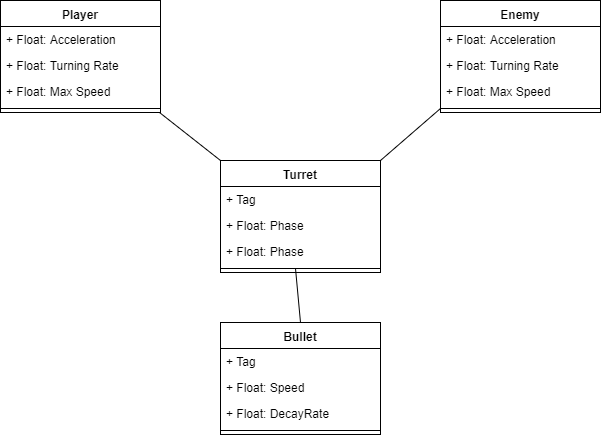 Player
+ Float: Acceleration
+ Float: Turning Rate
+ Float: Max Speed
Enemy
+ Float: Acceleration
+ Float: Turning Rate
+ Float: Max Speed
Turret
+ Tag
+ Float: Phase
+ Float: Phase
Bullet
+ Tag
+ Float: Speed
+ Float: DecayRate